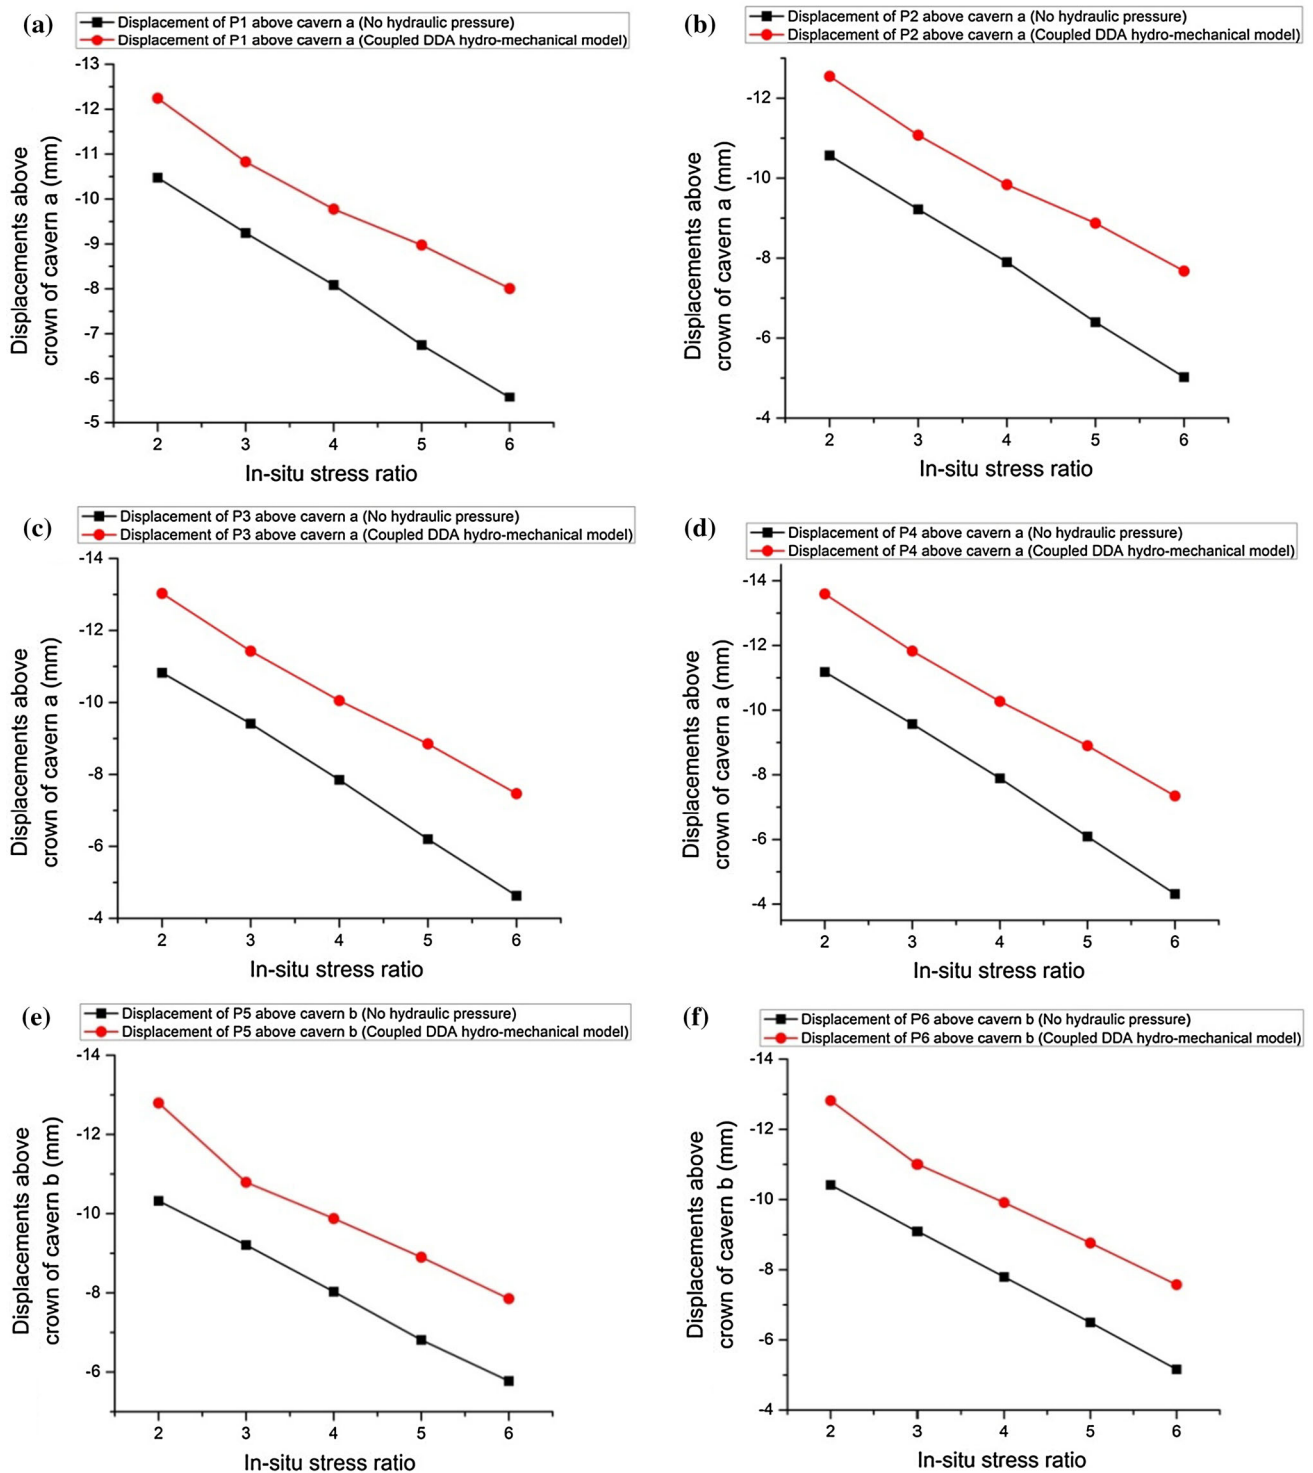 (a)
Displacement of P1 above cavern a (No hydraulic pressure)
Displacement of P1 above cavern a (Coupled DDA hydro-mechanical model)
-13
-12
-11
-10
-9
-8
-7
-6
-5
2 3 4 5 6
Displacements above
crown of cavern a (mm)
In-situ stress ratio
(b)
Displacement of P2 above cavern a (No hydraulic pressure)
Displacement of P2 above cavern a (Coupled DDA hydro-mechanical model)
-12
-10
-8
-6
-4
2 3 4 5 6
Displacements above
crown of cavern a (mm)
In-situ stress ratio
(c)
Displacement of P3 above cavern a (No hydraulic pressure)
Displacement of P3 above cavern a (Coupled DDA hydro-mechanical model)
-14
-12
-10
-8
-6
-4
2 3 4 5 6
Displacements above
crown of cavern a (mm)
In-situ stress ratio
(d)
Displacement of P4 above cavern a (No hydraulic pressure)
Displacement of P4 above cavern a (Coupled DDA hydro-mechanical model)
-14
-12
-10
-8
-6
-4
2 3 4 5 6
Displacements above
crown of cavern a (mm)
In-situ stress ratio
(e)
Displacement of P5 above cavern b (No hydraulic pressure)
Displacement of P5 above cavern b (Coupled DDA hydro-mechanical model)
-14
-12
-10
-8
-6
2 3 4 5 6
Displacements above
crown of cavern b (mm)
In-situ stress ratio
(f)
Displacement of P6 above cavern b (No hydraulic pressure)
Displacement of P6 above cavern b (Coupled DDA hydro-mechanical model)
-14
-12
-10
-8
-6
-4
2 3 4 5 6
Displacements above
crown of cavern b (mm)
In-situ stress ratio